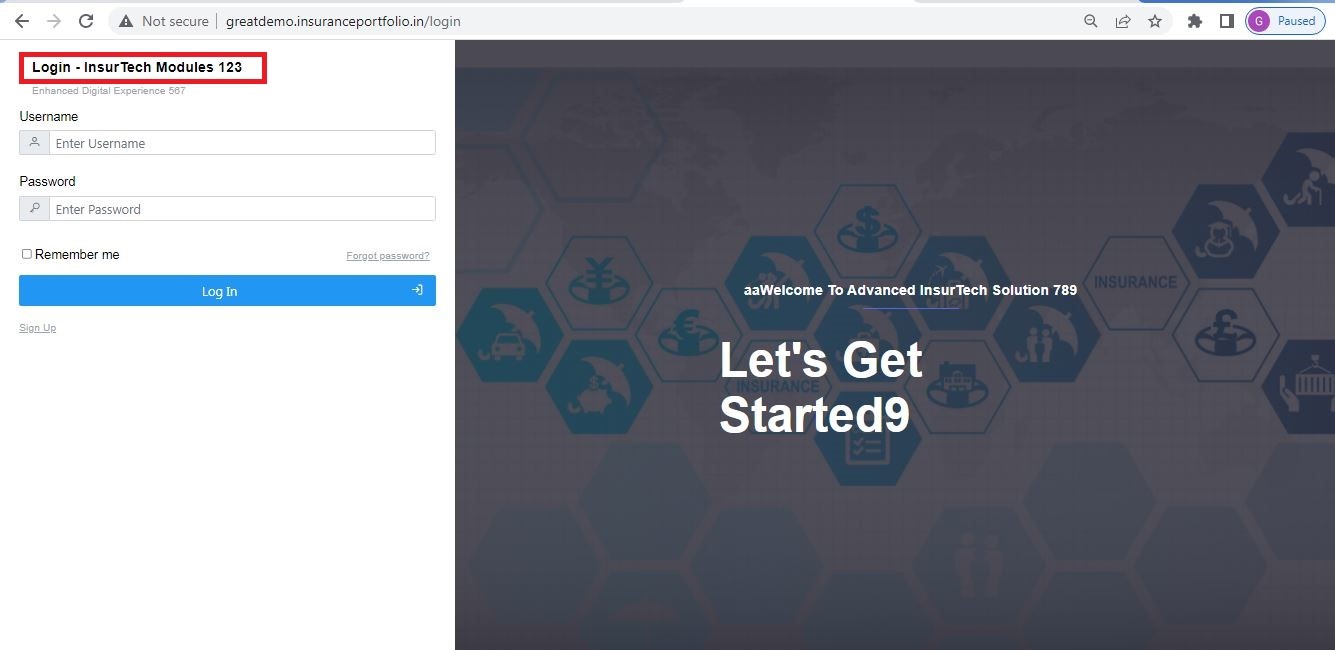 Not secure greatdemo.insuranceportfolio.in/login
G Paused
Login - InsurTech Modules 123
Enhanced Digital Experience 567
Username
Enter Username
Password
Enter Password
Remember me
Forgot password?
Log In
Sign Up
INSURANCE
aaWelcome To Advanced InsurTech Solution 789
Let's Get
INSURANCE
Started9